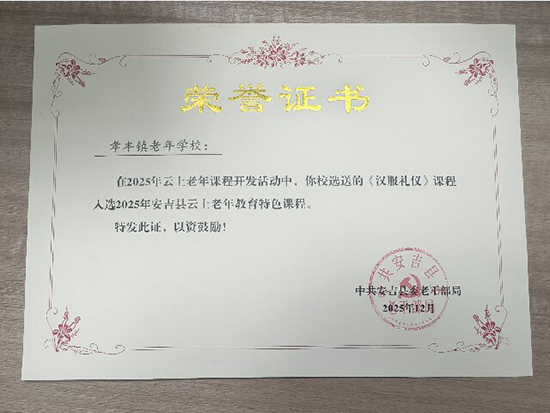 荣誉证书
孝丰镇老年学校：
在2025年云上老年课程开发活动中，你校选送的《汉服礼仪》课程
入选2025年安吉县云上老年教育特色课程。
特发此证，以资鼓励！
中共安吉县委老干部局
2025年12月